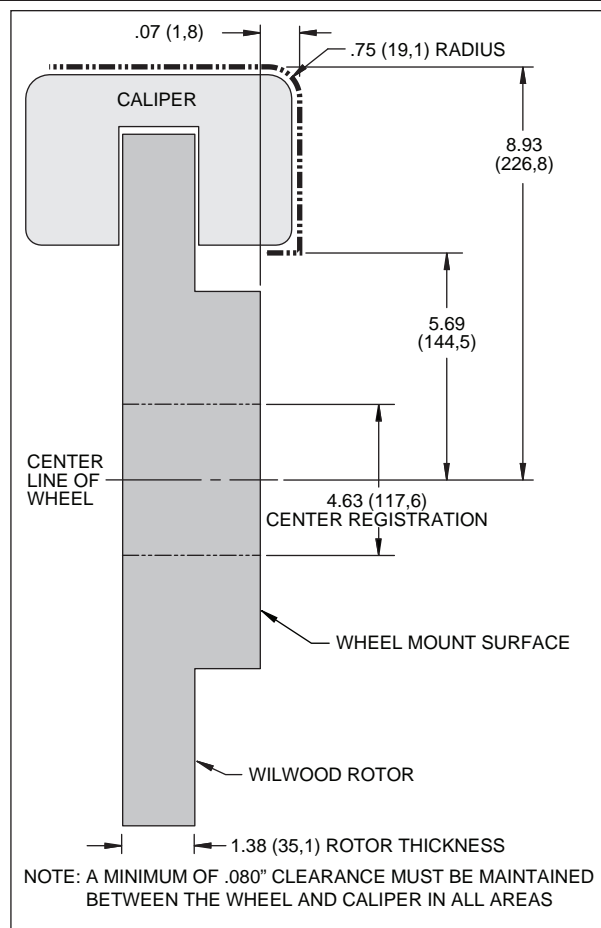 .07 (1,8)
.75 (19,1) RADIUS
CALIPER
8.93
(226,8)
5.69
(144,5)
CENTER
LINE OF
WHEEL
4.63 (117,6)
CENTER REGISTRATION
WHEEL MOUNT SURFACE
WILWOOD ROTOR
1.38 (35,1) ROTOR THICKNESS
NOTE: A MINIMUM OF .080” CLEARANCE MUST BE MAINTAINED
BETWEEN THE WHEEL AND CALIPER IN ALL AREAS